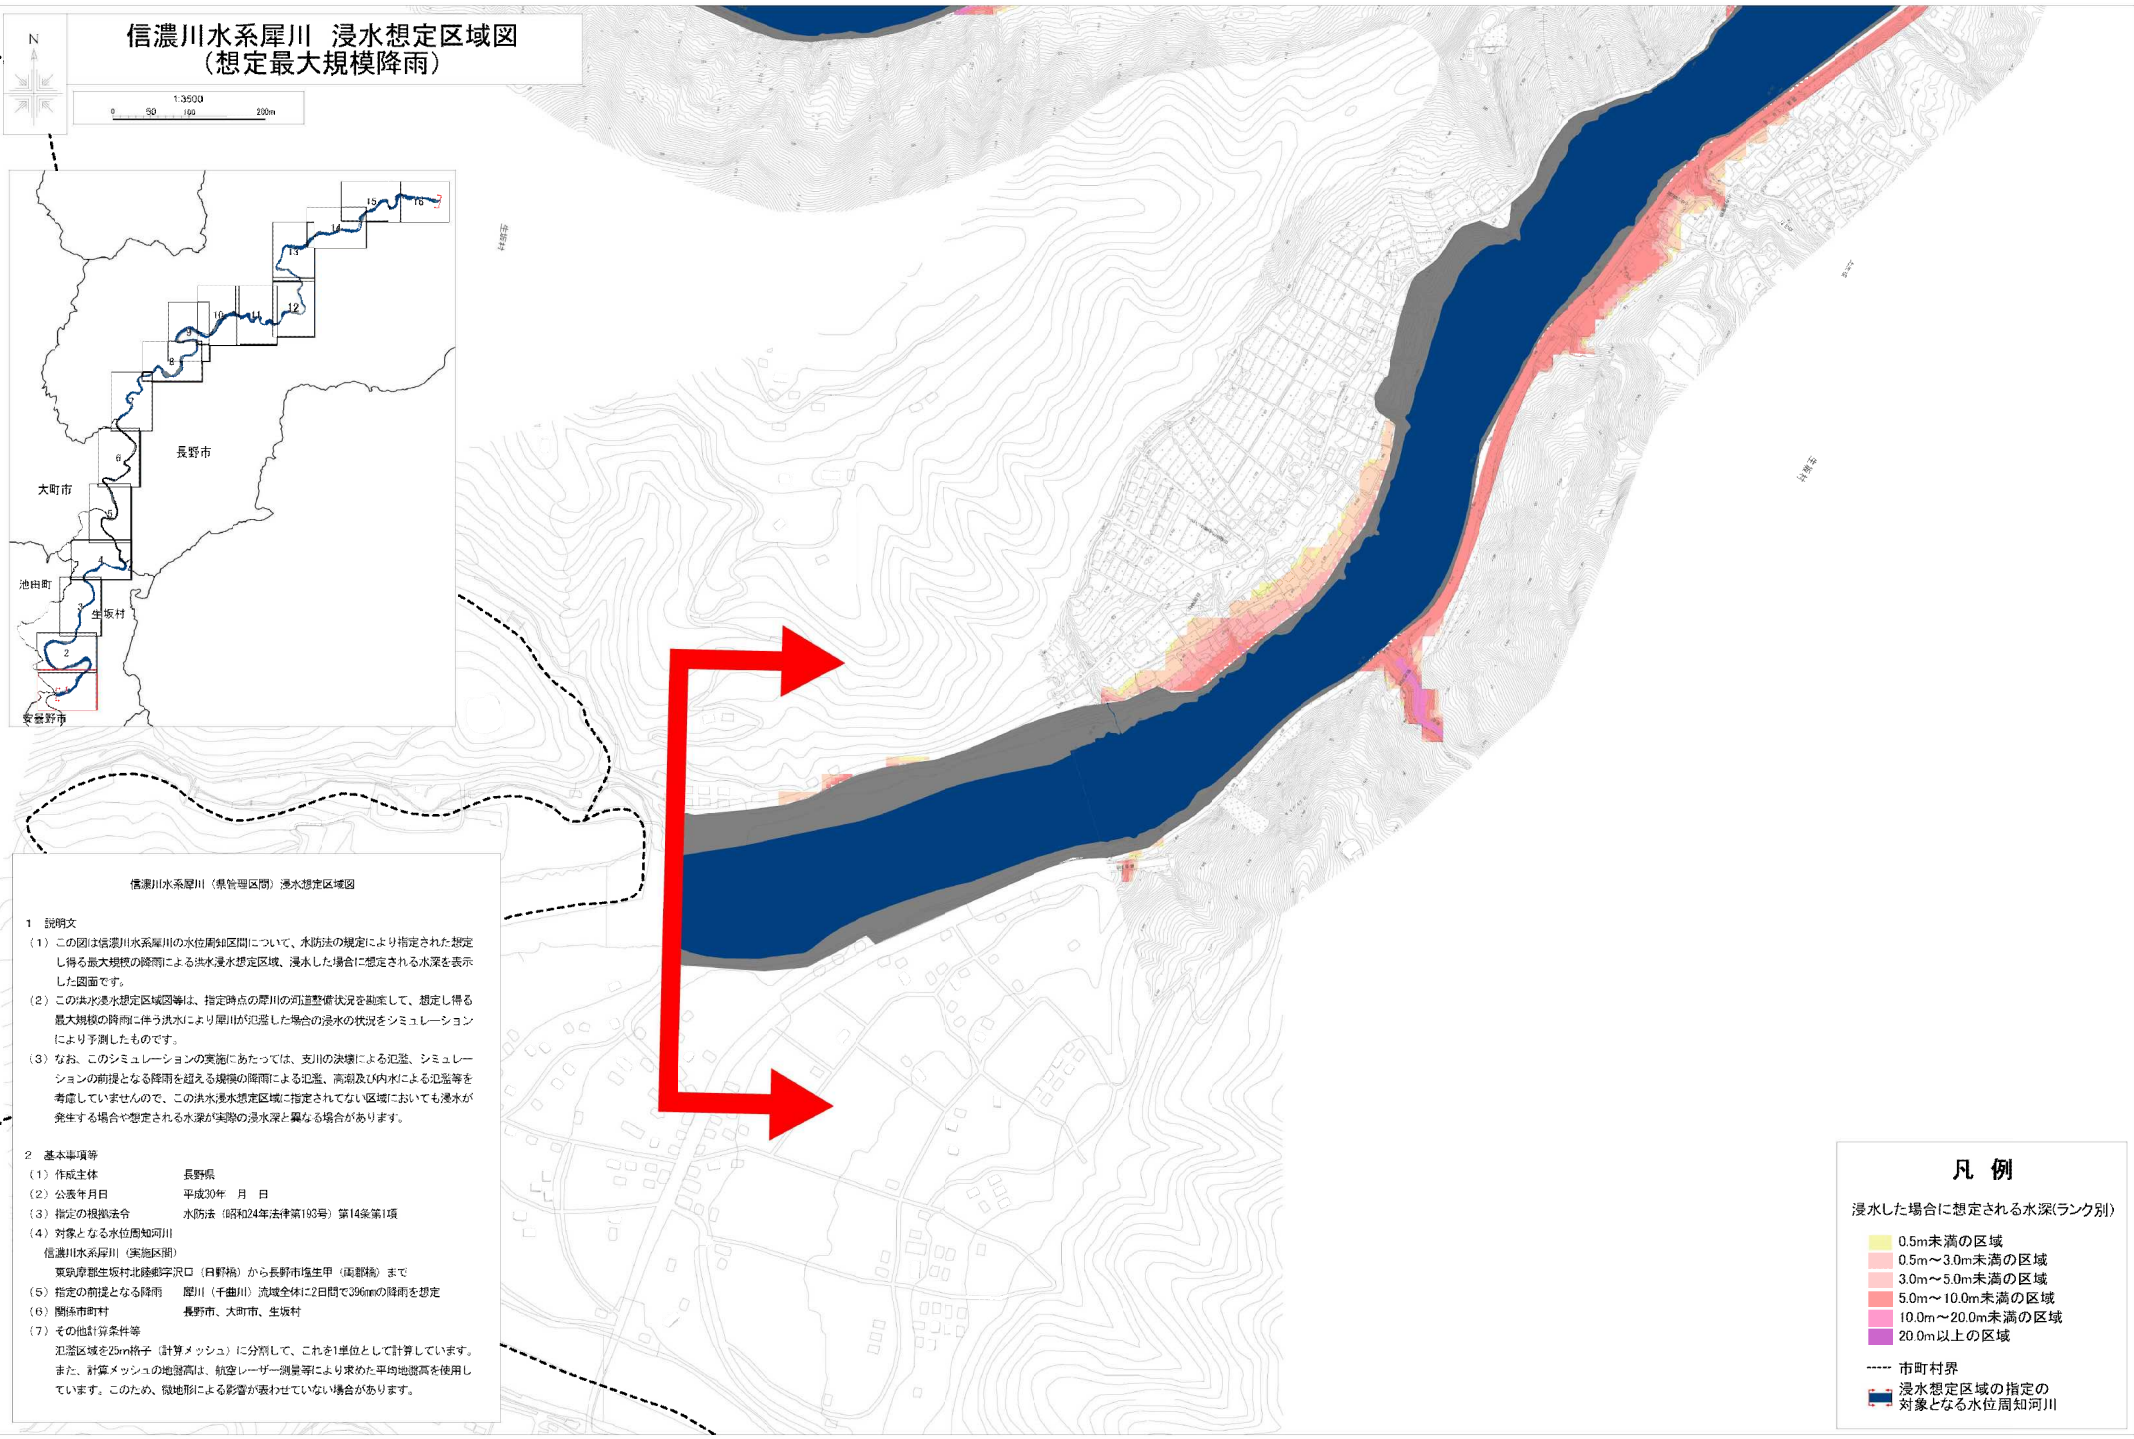 信濃川水系犀川 浸水想定区域図
(想定最大規模降雨)
N
1:3500
0 50 100 200m
15 16
14
13
12
10 11
9
8
7
6
長野市
大町市
5
4
池田町
3
生坂村
2
安曇野市
生坂村
生坂村
信濃川水系犀川(県管理区間)浸水想定区域図
1 説明文
(1)この図は信濃川水系犀川の水位周知区間について、水防法の規定により指定された想定
し得る最大規模の降雨による洪水浸水想定区域、浸水した場合に想定される水深を表示
した図面です。
(2)この洪水浸水想定区域図等は、指定時点の犀川の河道整備状況を勘案して、想定し得る
最大規模の降雨に伴う洪水により犀川が氾濫した場合の浸水の状況をシミュレーション
により予測したものです。
(3)なお、このシミュレーションの実施にあたっては、支川の決壊による氾濫、シミュレー
ションの前提となる降雨を超える規模の降雨による氾濫、高潮及び内水による氾濫等を
考慮していませんので、この洪水浸水想定区域に指定されてない区域においても浸水が
発生する場合や想定される水深が実際の浸水深と異なる場合があります。
2 基本事項等
(1)作成主体 長野県
(2)公表年月日 平成30年 月 日
(3)指定の根拠法令 水防法(昭和24年法律第193号)第14条第1項
(4)対象となる水位周知河川
信濃川水系犀川(実施区間)
東筑摩郡生坂村北陸郷字沢口(日野橋)から長野市塩生甲(両郡橋)まで
(5)指定の前提となる降雨 犀川(千曲川)流域全体に2日間で396mmの降雨を想定
(6)関係市町村 長野市、大町市、生坂村
(7)その他計算条件等
氾濫区域を25m格子(計算メッシュ)に分割して、これを1単位として計算しています。
また、計算メッシュの地盤高は、航空レーザー測量等により求めた平均地盤高を使用し
ています。このため、微地形による影響が表わせていない場合があります。
凡 例
浸水した場合に想定される水深(ランク別)
0.5m未満の区域
0.5m～3.0m未満の区域
3.0m～5.0m未満の区域
5.0m～10.0m未満の区域
10.0m～20.0m未満の区域
20.0m以上の区域
市町村界
浸水想定区域の指定の
対象となる水位周知河川